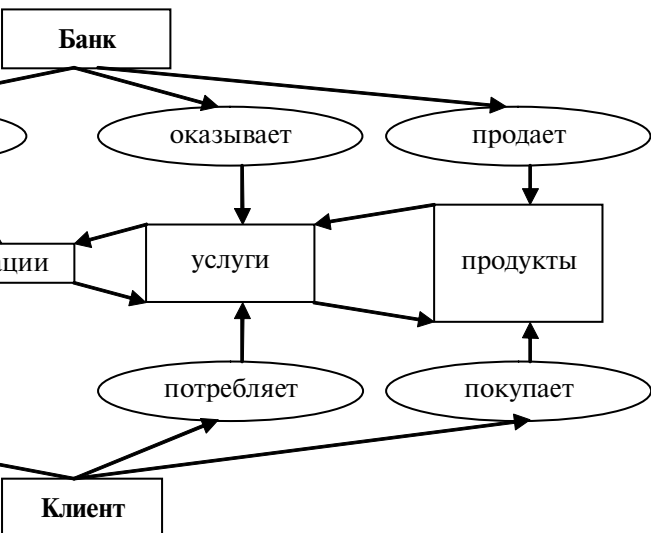 Банк
оказывает
продает
ации
услуги
продукты
потребляет
покупает
Клиент